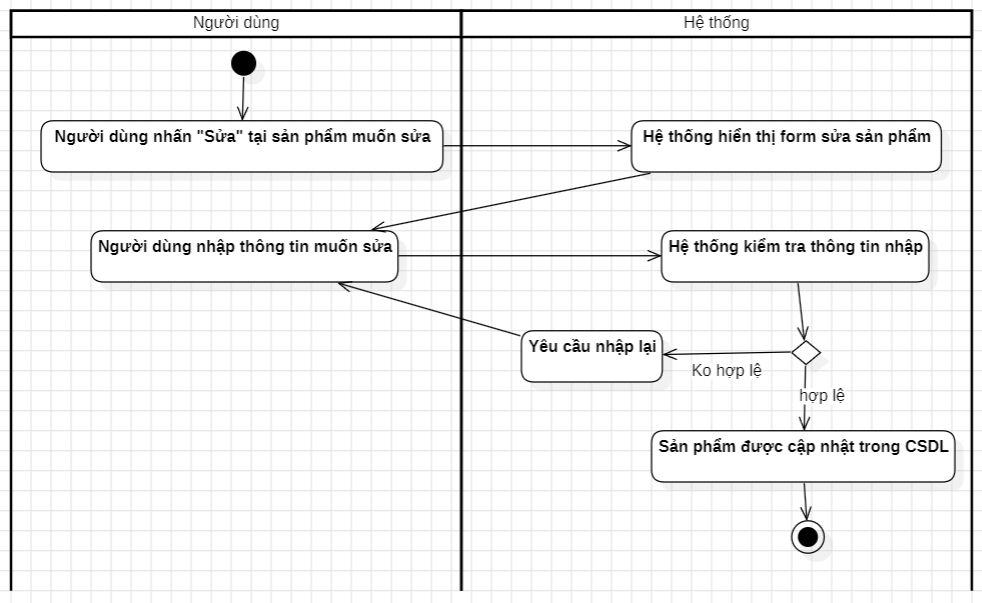 Người dùng
Hệ thống
Người dùng nhấn "Sửa" tại sản phẩm muốn sửa
Hệ thống hiển thị form sửa sản phẩm
Người dùng nhập thông tin muốn sửa
Hệ thống kiểm tra thông tin nhập
Yêu cầu nhập lại
Ko hợp lệ
hợp lệ
Sản phẩm được cập nhật trong CSDL